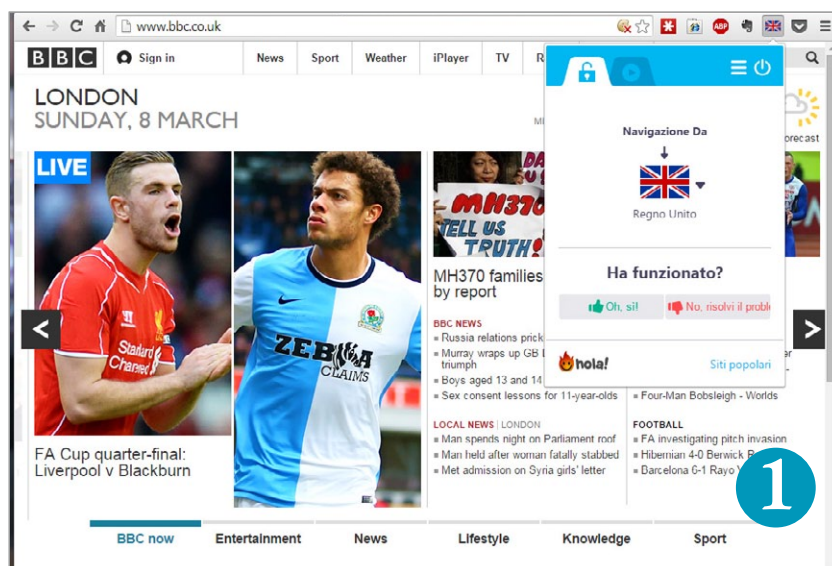 www.bbc.co.uk
ABP
BBC
Sign in
News
Sport
Weather
iPlayer
TV
LONDON
SUNDAY, 8 MARCH
Navigazione Da
Regno Unito
Ha funzionato?
Oh, sì!
No, risolvi il
hola!
Siti popolari
LIVE
Standard
Chartered
ZEBRA
CLAIMS
MH370
TELL US
TRUTH!
FA Cup quarter-final:
Liverpool v Blackburn
MH370 families
by report
BBC NEWS
Russia relations
Murray wraps up GB
triumph
Boys aged 13 and 14
Sex consent lessons for 11-year-olds
LOCAL NEWS | LONDON
Man spends night on Parliament roof
Man held after woman fatally stabbed
Met admission on Syria girls' letter
Four-Man Bobsleigh - Worlds
FOOTBALL
FA investigating pitch invasion
Hibernian 4-0 Berwick
Barcelona 6-1 Rayo
1
BBC now
Entertainment
News
Lifestyle
Knowledge
Sport